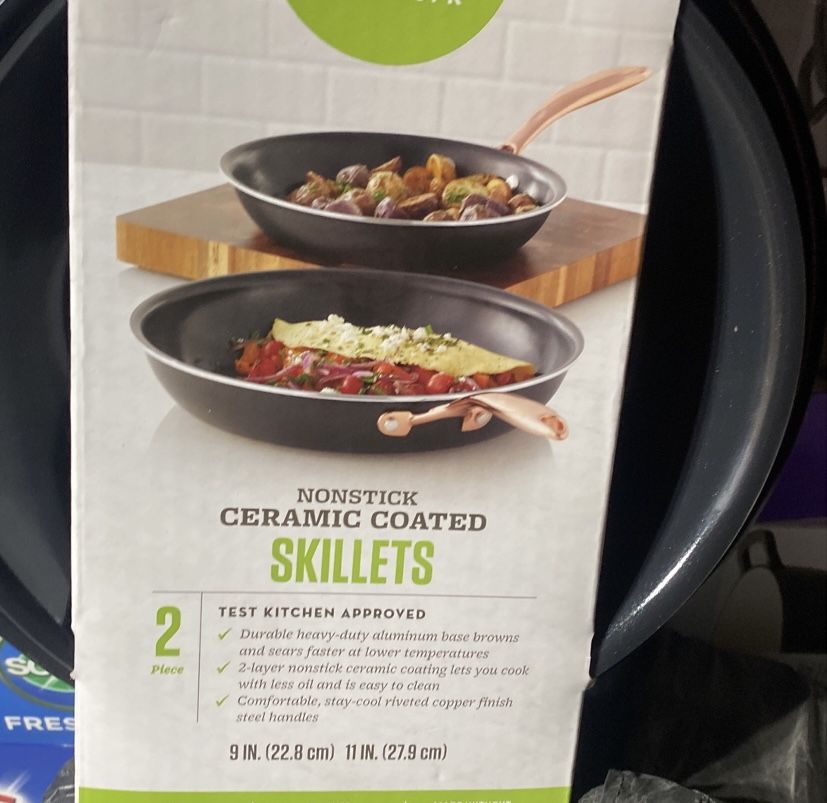 NONSTICK
CERAMIC COATED
SKILLETS
2
Piece
TEST KITCHEN APPROVED
✓ Durable heavy-duty aluminum base browns
and sears faster at lower temperatures
✓ 2-layer nonstick ceramic coating lets you cook
with less oil and is easy to clean
✓ Comfortable, stay-cool riveted copper finish
steel handles
9 IN. (22.8 cm) 11 IN. (27.9 cm)